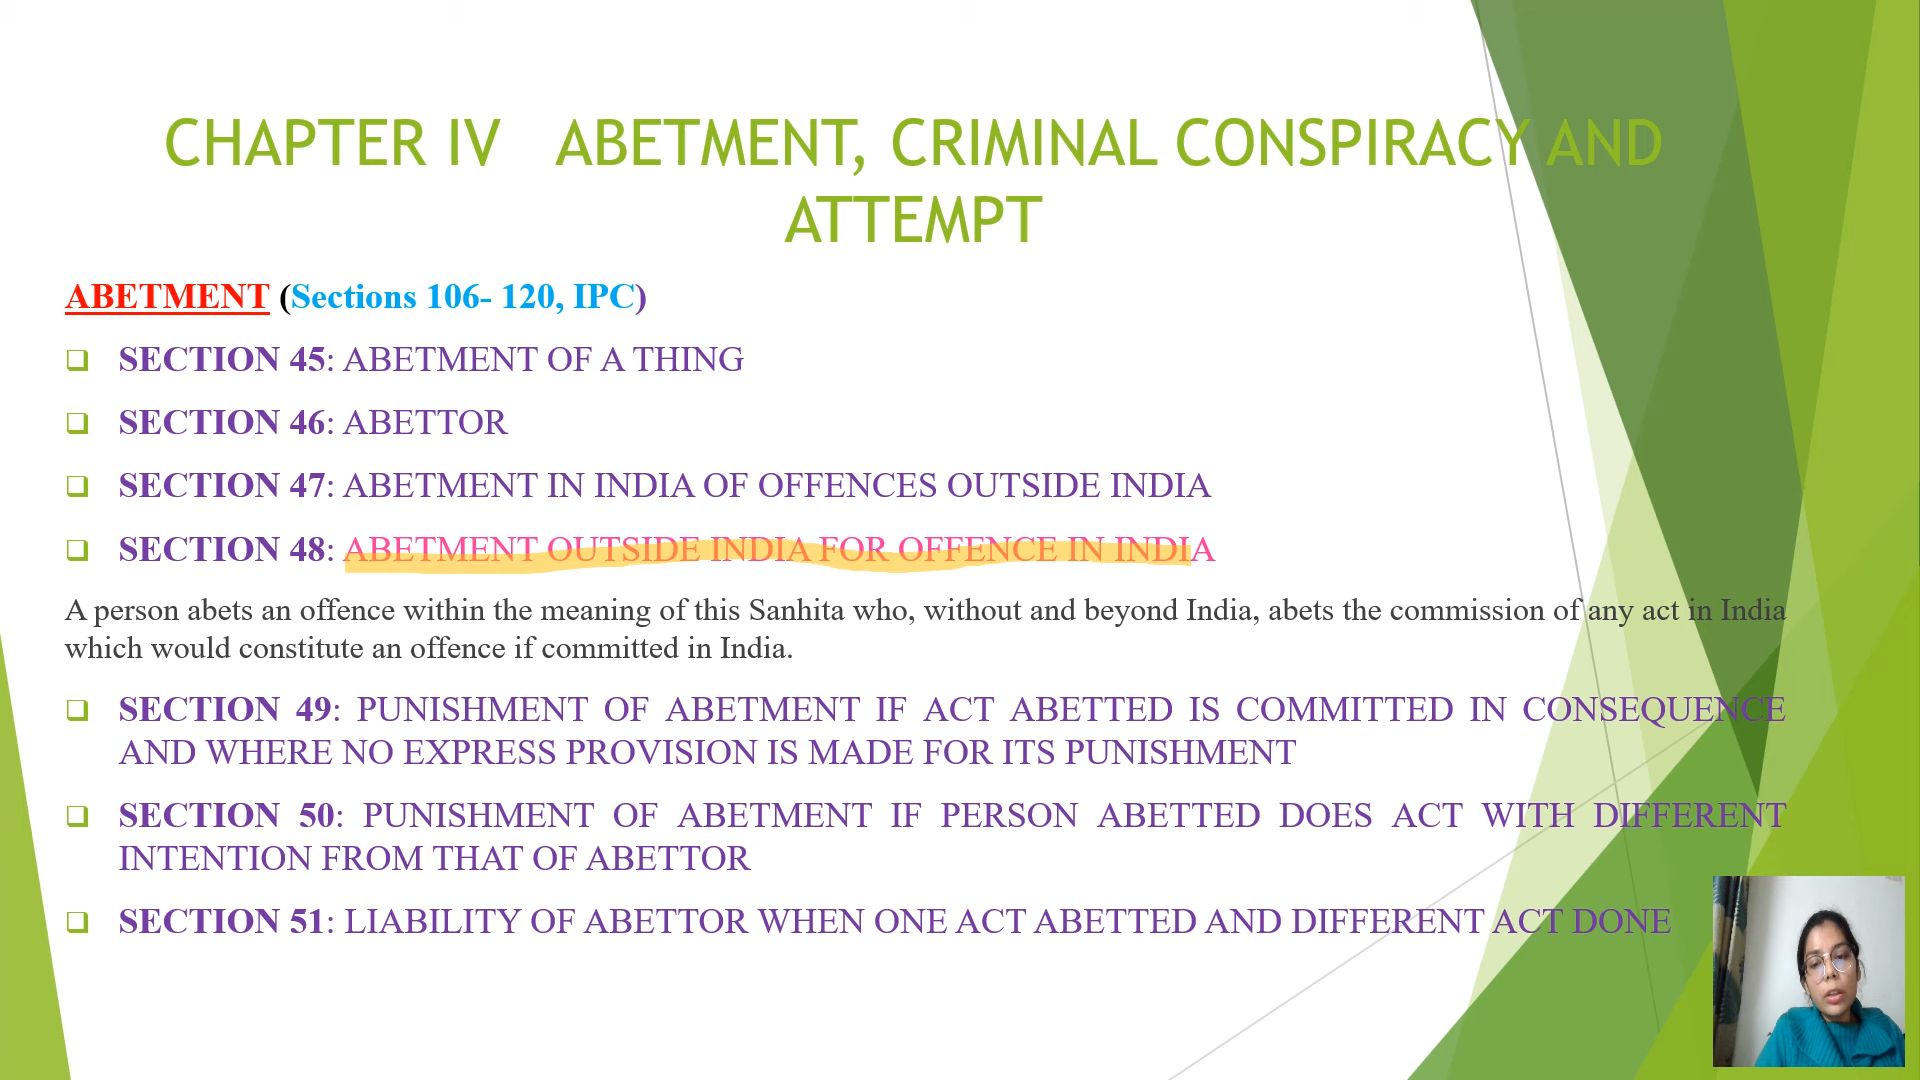 CHAPTER IV ABETMENT, CRIMINAL CONSPIRACY AND
ATTEMPT
ABETMENT (Sections 106- 120, IPC)
❑ SECTION 45: ABETMENT OF A THING
❑ SECTION 46: ABETTOR
❑ SECTION 47: ABETMENT IN INDIA OF OFFENCES OUTSIDE INDIA
❑ SECTION 48: ABETMENT OUTSIDE INDIA FOR OFFENCE IN INDIA
A person abets an offence within the meaning of this Sanhita who, without and beyond India, abets the commission of any act in India
which would constitute an offence if committed in India.
❑ SECTION 49: PUNISHMENT OF ABETMENT IF ACT ABETTED IS COMMITTED IN CONSEQUENCE
AND WHERE NO EXPRESS PROVISION IS MADE FOR ITS PUNISHMENT
❑ SECTION 50: PUNISHMENT OF ABETMENT IF PERSON ABETTED DOES ACT WITH DIFFERENT
INTENTION FROM THAT OF ABETTOR
❑ SECTION 51: LIABILITY OF ABETTOR WHEN ONE ACT ABETTED AND DIFFERENT ACT DONE